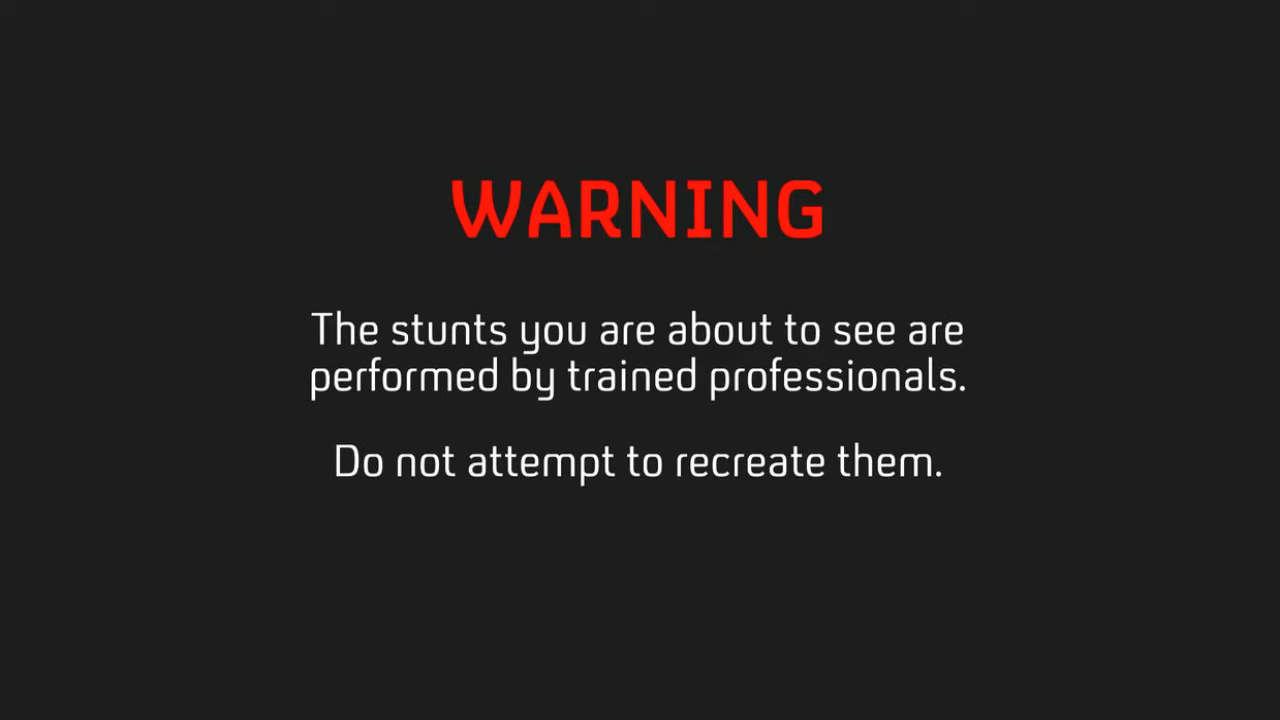 WARNING
The stunts you are about to see are
performed by trained professionals.
Do not attempt to recreate them.